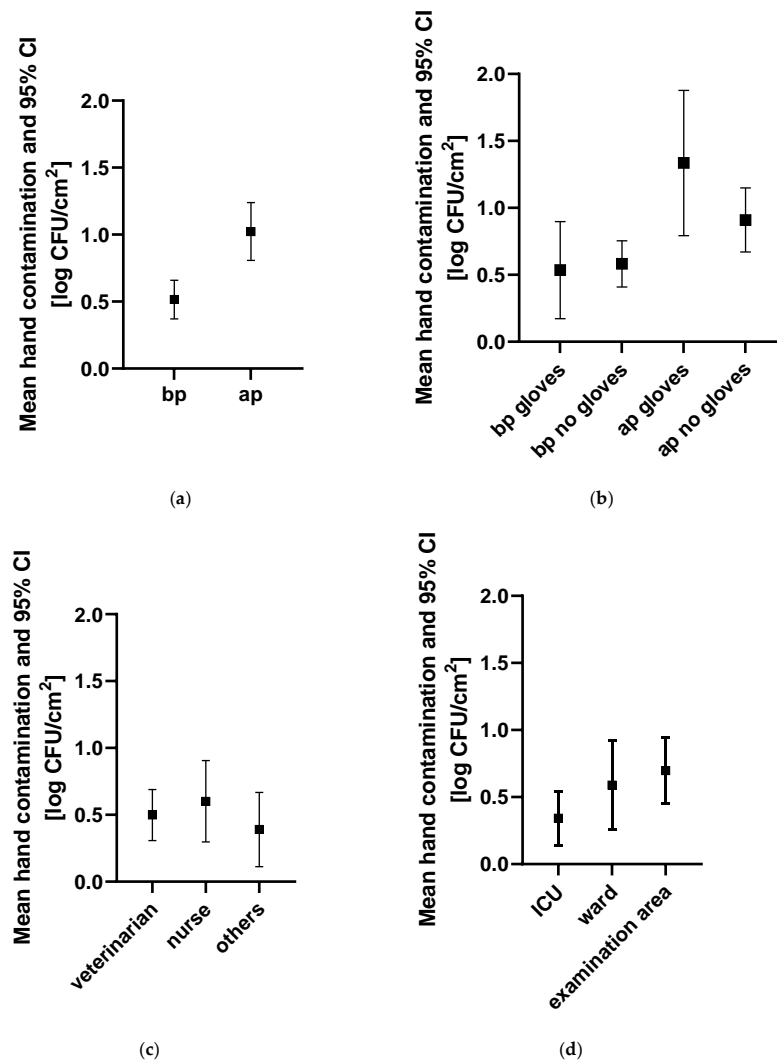 Mean hand contamination and 95% CI
[log CFU/cm²]
2.0
1.5
1.0
0.5
0.0
bp
ap
(a)
Mean hand contamination and 95% CI
[log CFU/cm²]
2.0
1.5
1.0
0.5
0.0
bp gloves
bp no gloves
ap gloves
ap no gloves
(b)
Mean hand contamination and 95% CI
[log CFU/cm²]
2.0
1.5
1.0
0.5
0.0
veterinarian
nurse
others
(c)
Mean hand contamination and 95% CI
[log CFU/cm²]
2.0
1.5
1.0
0.5
0.0
ICU
ward
examination area
(d)